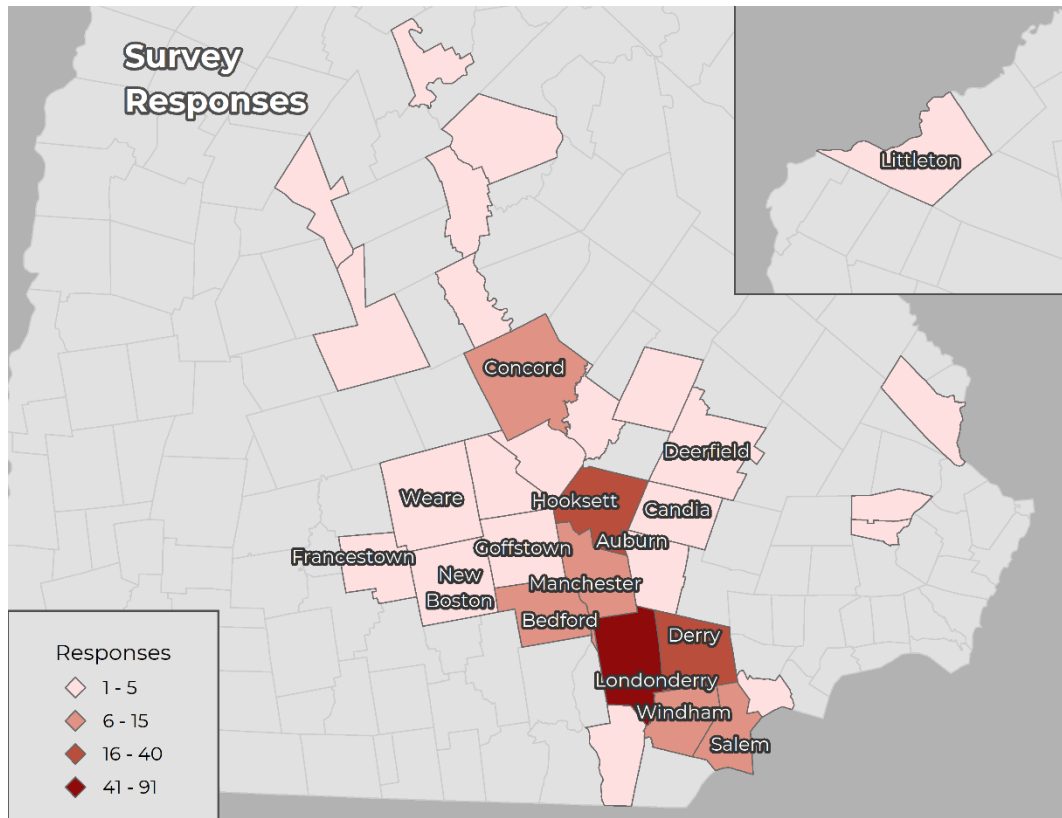 Survey
Responses
Littleton
Concord
Deerfield
Weare
Hooksett
Candia
Francestown
Goffstown
Auburn
New
Boston
Manchester
Bedford
Derry
Londonderry
Windham
Salem
Responses
1 - 5
6 - 15
16 - 40
41 - 91